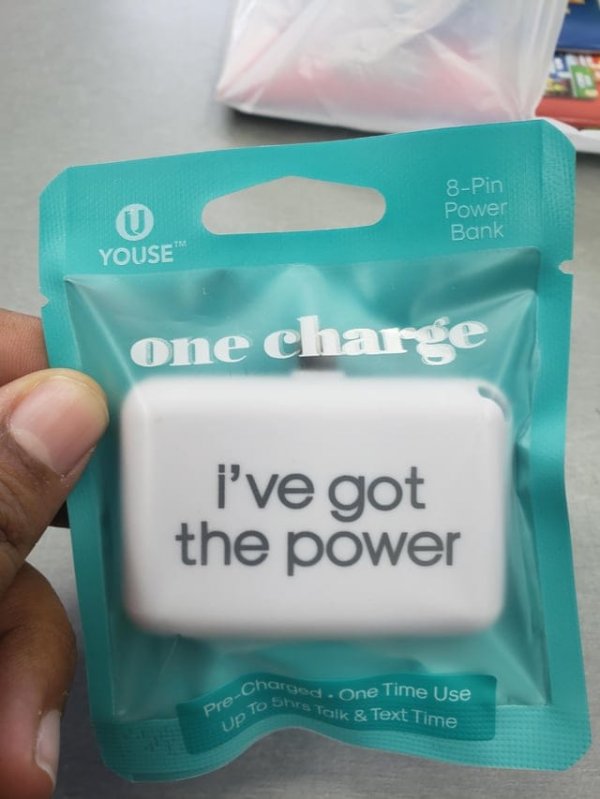 U
YOUSE™
8-Pin
Power
Bank
one charge
i've got
the power
Pre-Charged • One Time Use
Up To 5hrs Talk & Text Time